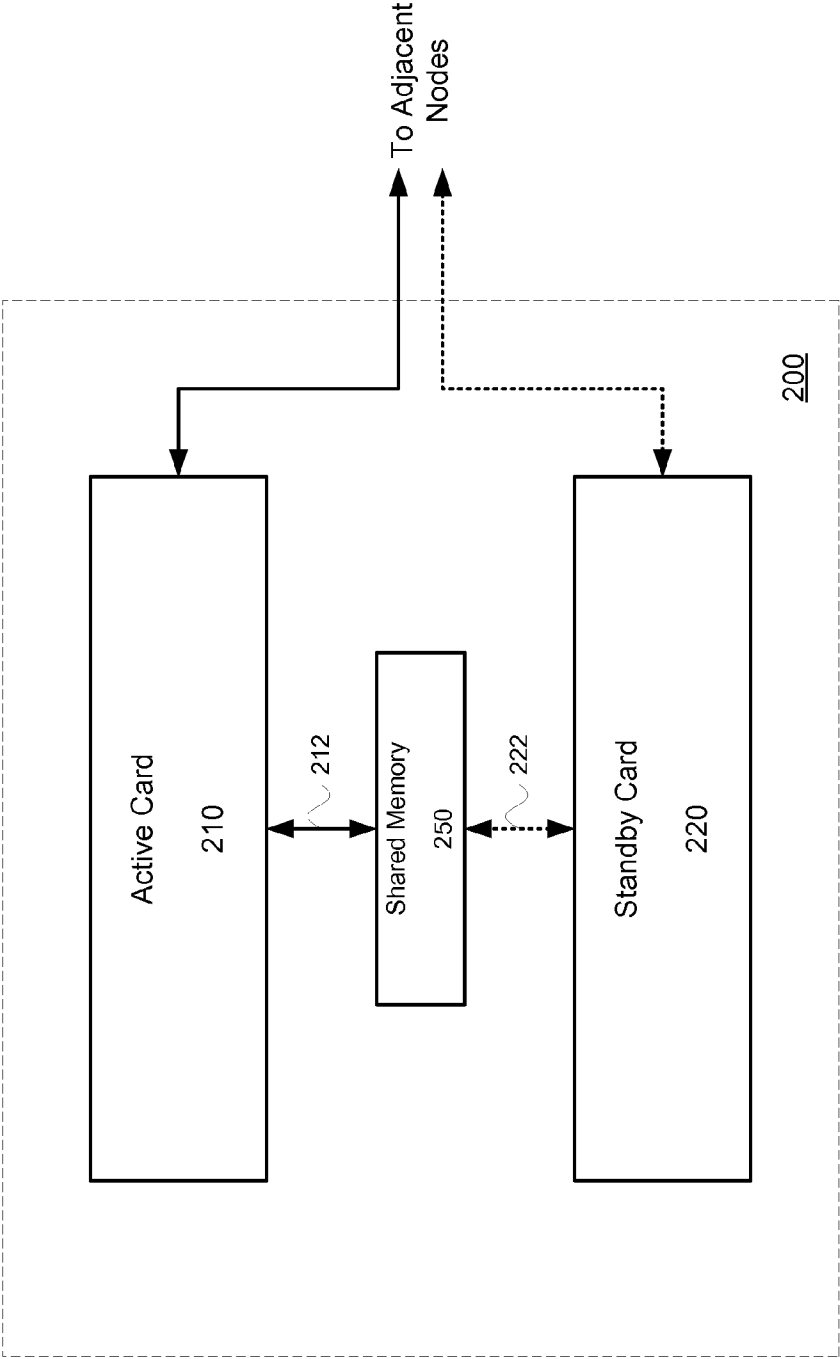 To Adjacent
Nodes
200
Active Card
210
212
Shared Memory
250
222
Standby Card
220